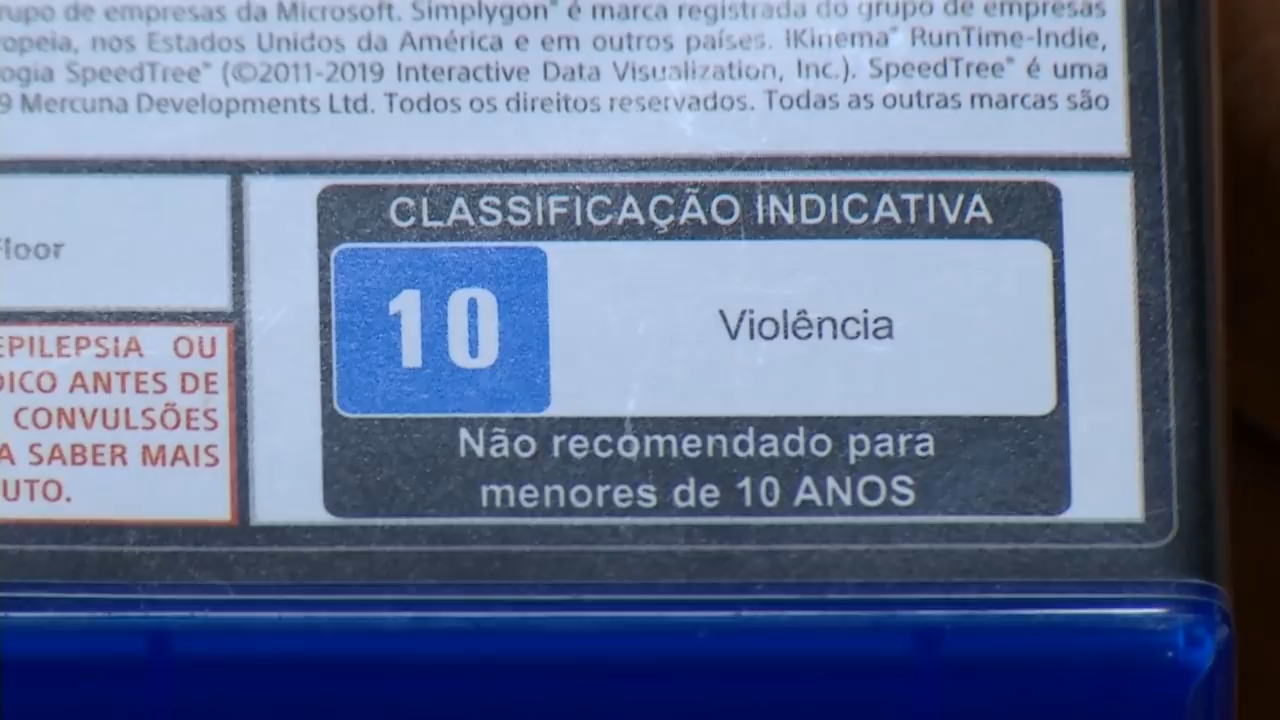 grupo de empresas da Microsoft. Simplygon® é marca registrada do grupo de empresas
ropeia, nos Estados Unidos da América e em outros países. IKinema® RunTime-Indie,
ogia SpeedTree® (©2011-2019 Interactive Data Visualization, Inc.). SpeedTree® é uma
9 Mercuna Developments Ltd. Todos os direitos reservados. Todas as outras marcas são
Floor
EPILEPSIA OU
DICO ANTES DE
CONVULSÕES
A SABER MAIS
UTO.
CLASSIFICAÇÃO INDICATIVA
10
Violência
Não recomendado para
menores de 10 ANOS